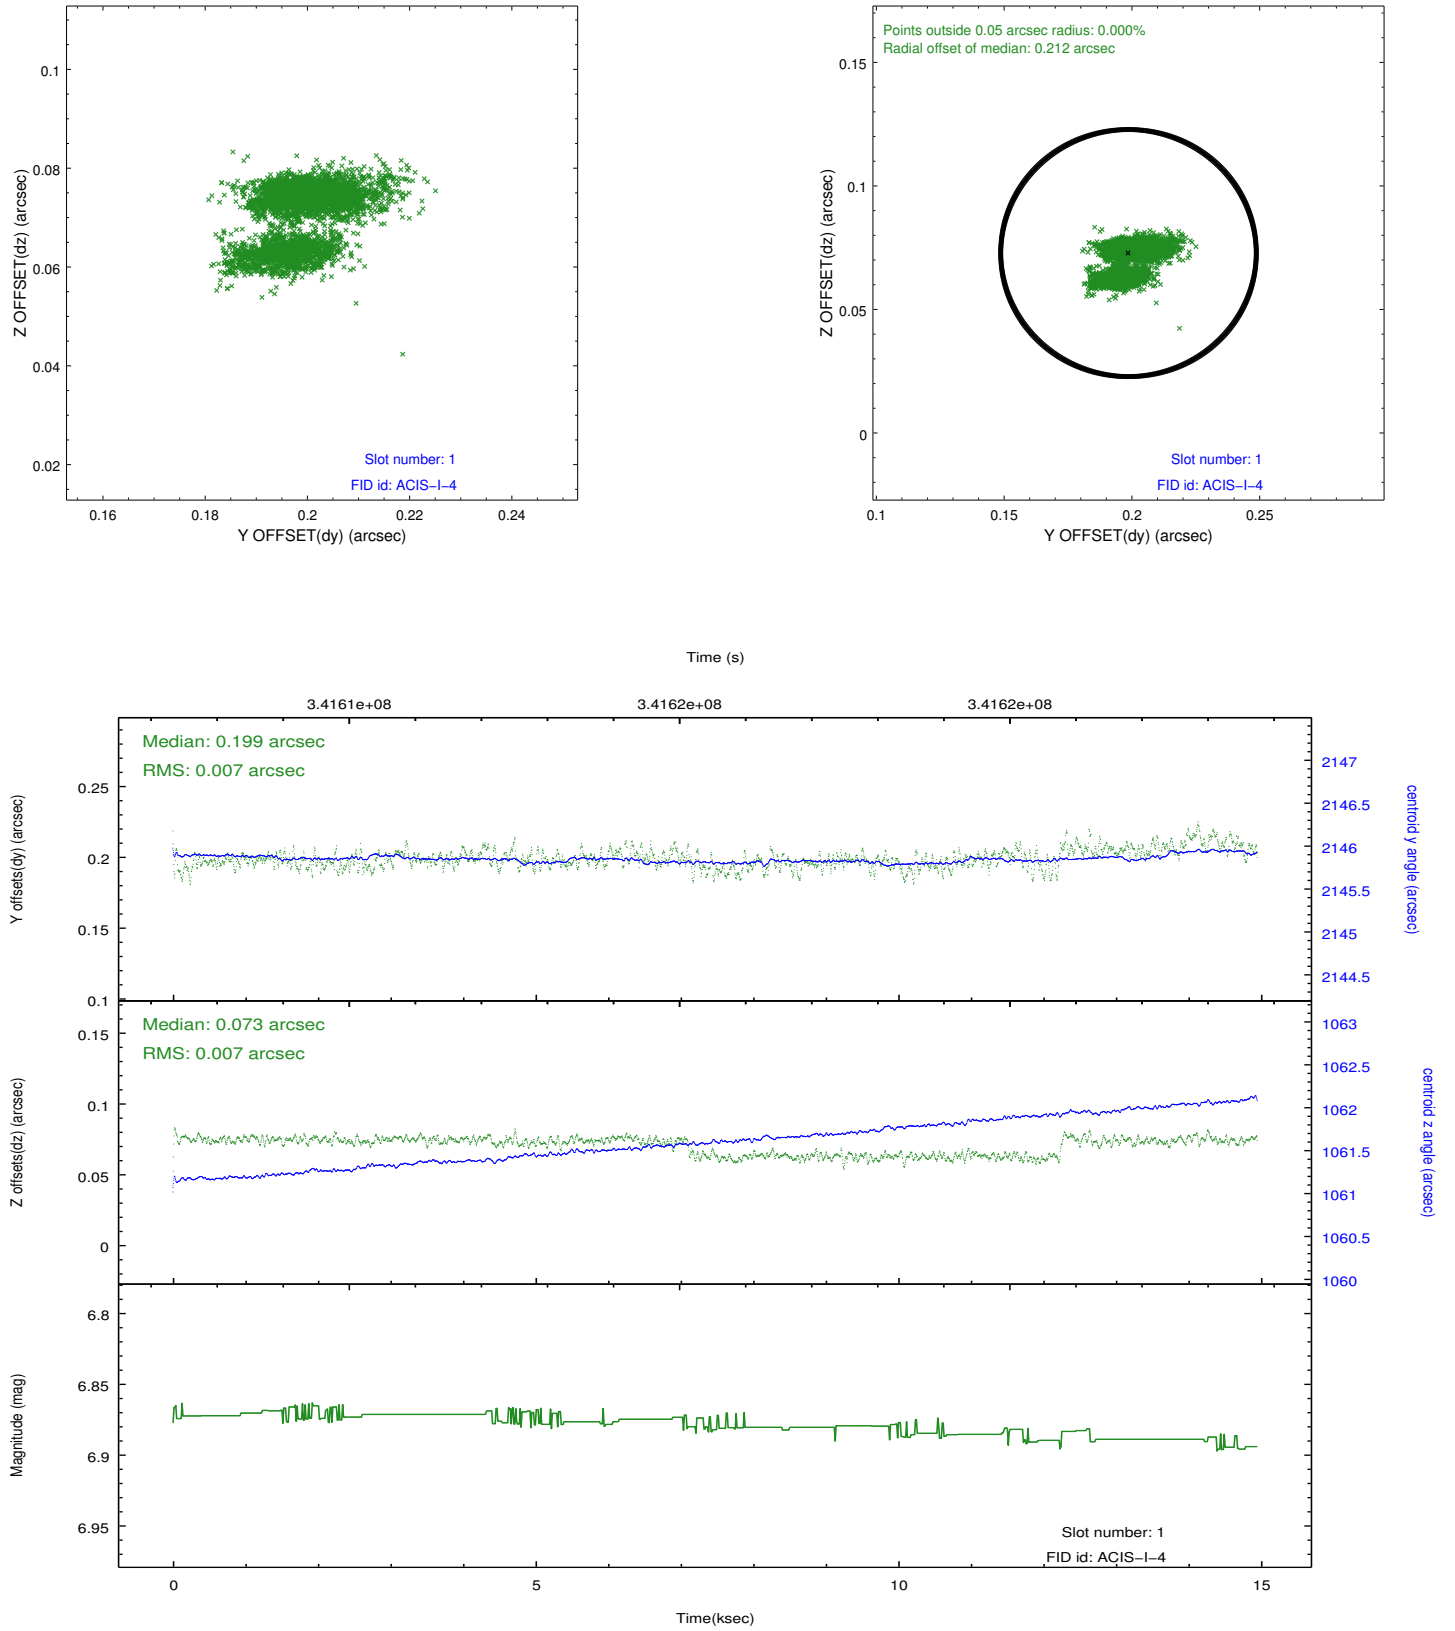 0.1
0.08
0.06
0.04
0.02
Z OFFSET(dz) (arcsec)
Slot number: 1
FID id: ACIS−I−4
0.16 0.18 0.2 0.22 0.24
Y OFFSET(dy) (arcsec)
Points outside 0.05 arcsec radius: 0.000%
Radial offset of median: 0.212 arcsec
0.15
0.1
0.05
0
Z OFFSET(dz) (arcsec)
Slot number: 1
FID id: ACIS−I−4
0.1 0.15 0.2 0.25
Y OFFSET(dy) (arcsec)
Time (s)
3.4161e+08 3.4162e+08 3.4162e+08
Median: 0.199 arcsec
RMS: 0.007 arcsec
0.25
0.2
0.15
0.1
Y offsets(dy) (arcsec)
2147
2146.5
2146
2145.5
2145
2144.5
centroid y angle (arcsec)
Median: 0.073 arcsec
RMS: 0.007 arcsec
0.15
0.1
0.05
0
Z offsets(dz) (arcsec)
1063
1062.5
1062
1061.5
1061
1060.5
1060
centroid z angle (arcsec)
6.8
6.85
6.9
6.95
Magnitude (mag)
Slot number: 1
FID id: ACIS−I−4
0 5 10 15
Time(ksec)